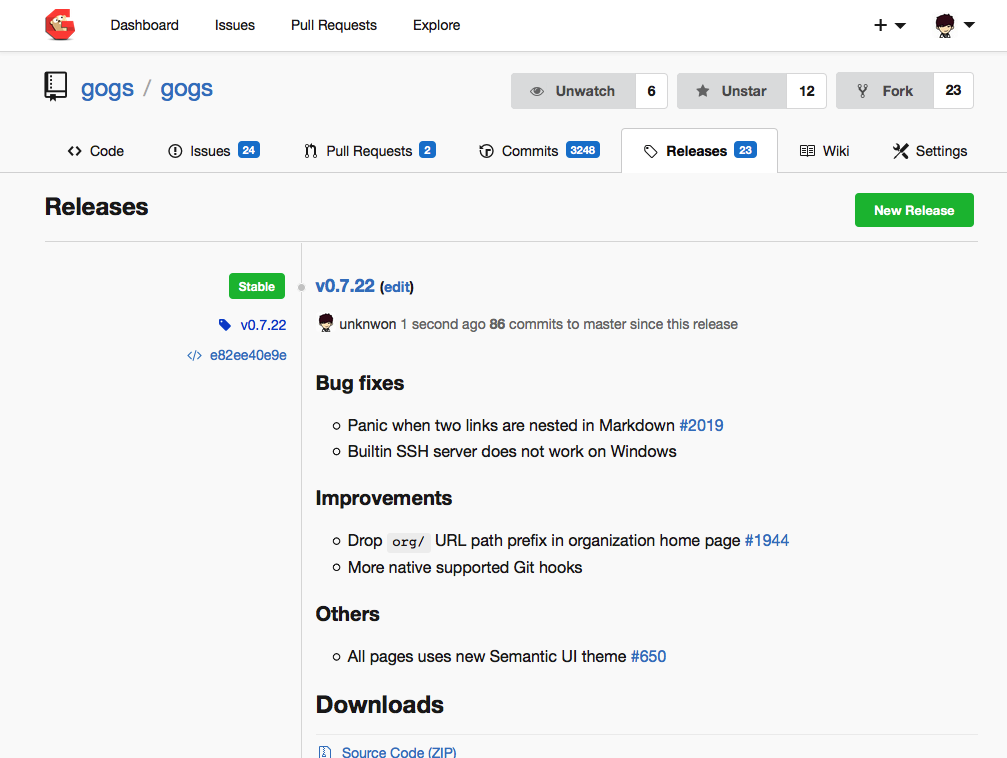 Dashboard Issues Pull Requests Explore
gogs / gogs Unwatch 6 Unstar 12 Fork 23
Code Issues 24 Pull Requests 2 Commits 3248 Releases 23 Wiki Settings
Releases New Release
Stable v0.7.22 (edit)
v0.7.22 unknwon 1 second ago 86 commits to master since this release
e82ee40e9e
Bug fixes
Panic when two links are nested in Markdown #2019
Builtin SSH server does not work on Windows
Improvements
Drop org/ URL path prefix in organization home page #1944
More native supported Git hooks
Others
All pages uses new Semantic UI theme #650
Downloads
Source Code (ZIP)